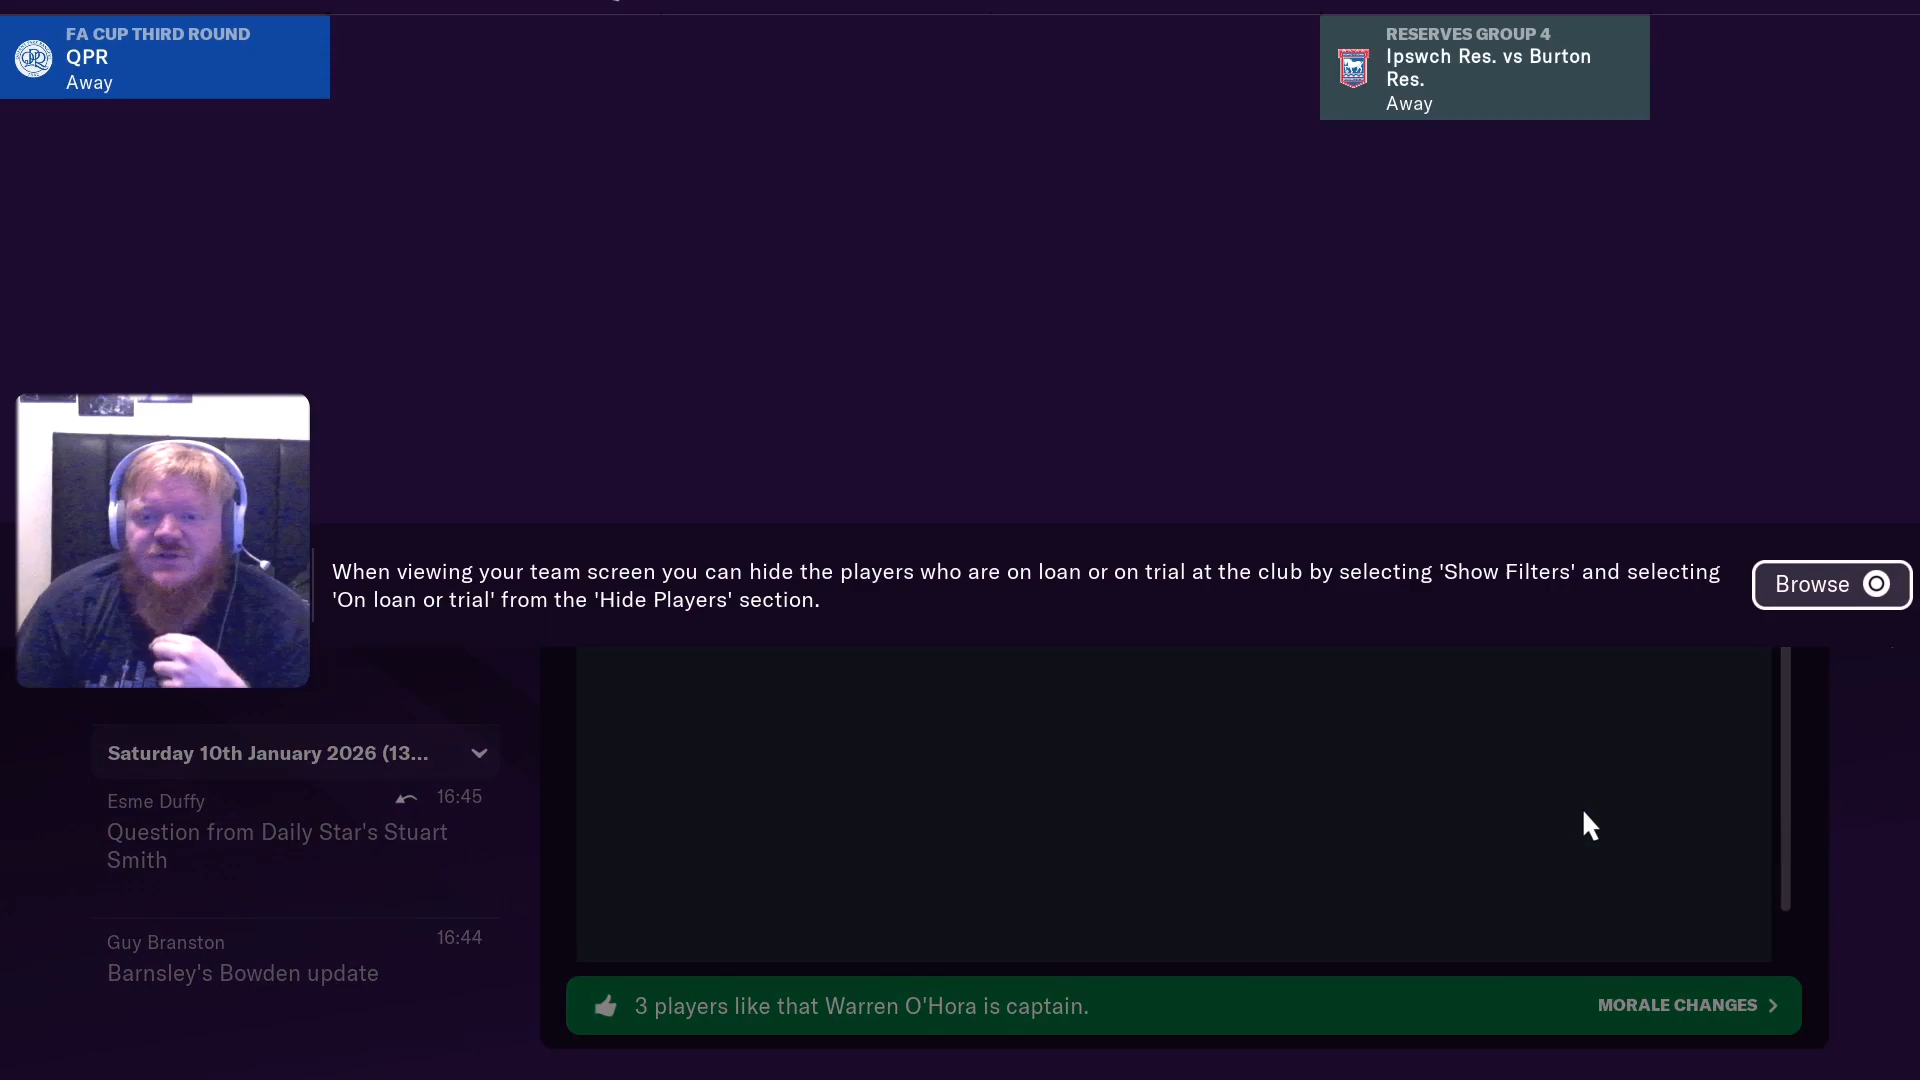 FA CUP THIRD ROUND
QPR
Away
RESERVES GROUP 4
Ipswch Res. vs Burton
Res.
Away
When viewing your team screen you can hide the players who are on loan or on trial at the club by selecting 'Show Filters' and selecting
'On loan or trial' from the 'Hide Players' section.
Browse
Saturday 10th January 2026 (13...
Esme Duffy 16:45
Question from Daily Star's Stuart
Smith
Guy Branston 16:44
Barnsley's Bowden update
3 players like that Warren O'Hora is captain.
MORALE CHANGES